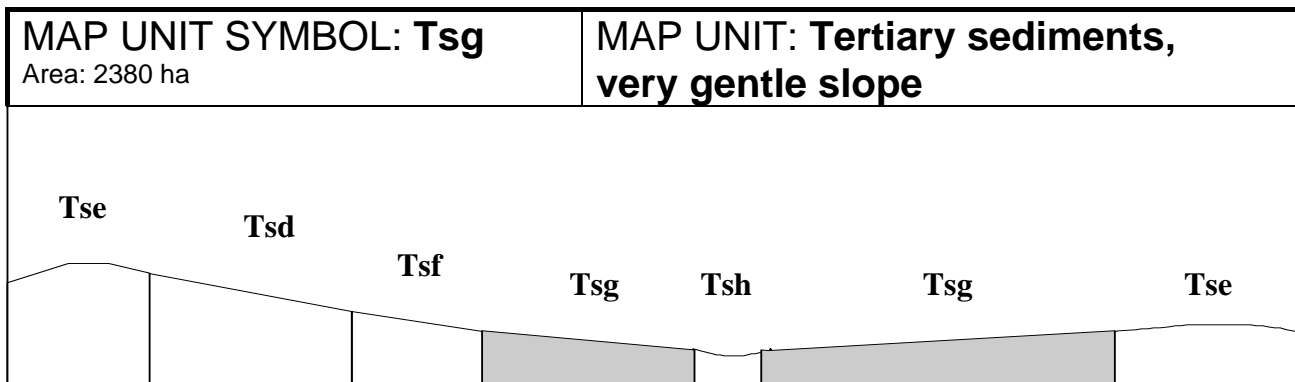 MAP UNIT SYMBOL: Tsg
Area: 2380 ha
MAP UNIT: Tertiary sediments,
very gentle slope
Tse
Tsd
Tsf
Tsg
Tsh
Tsg
Tse